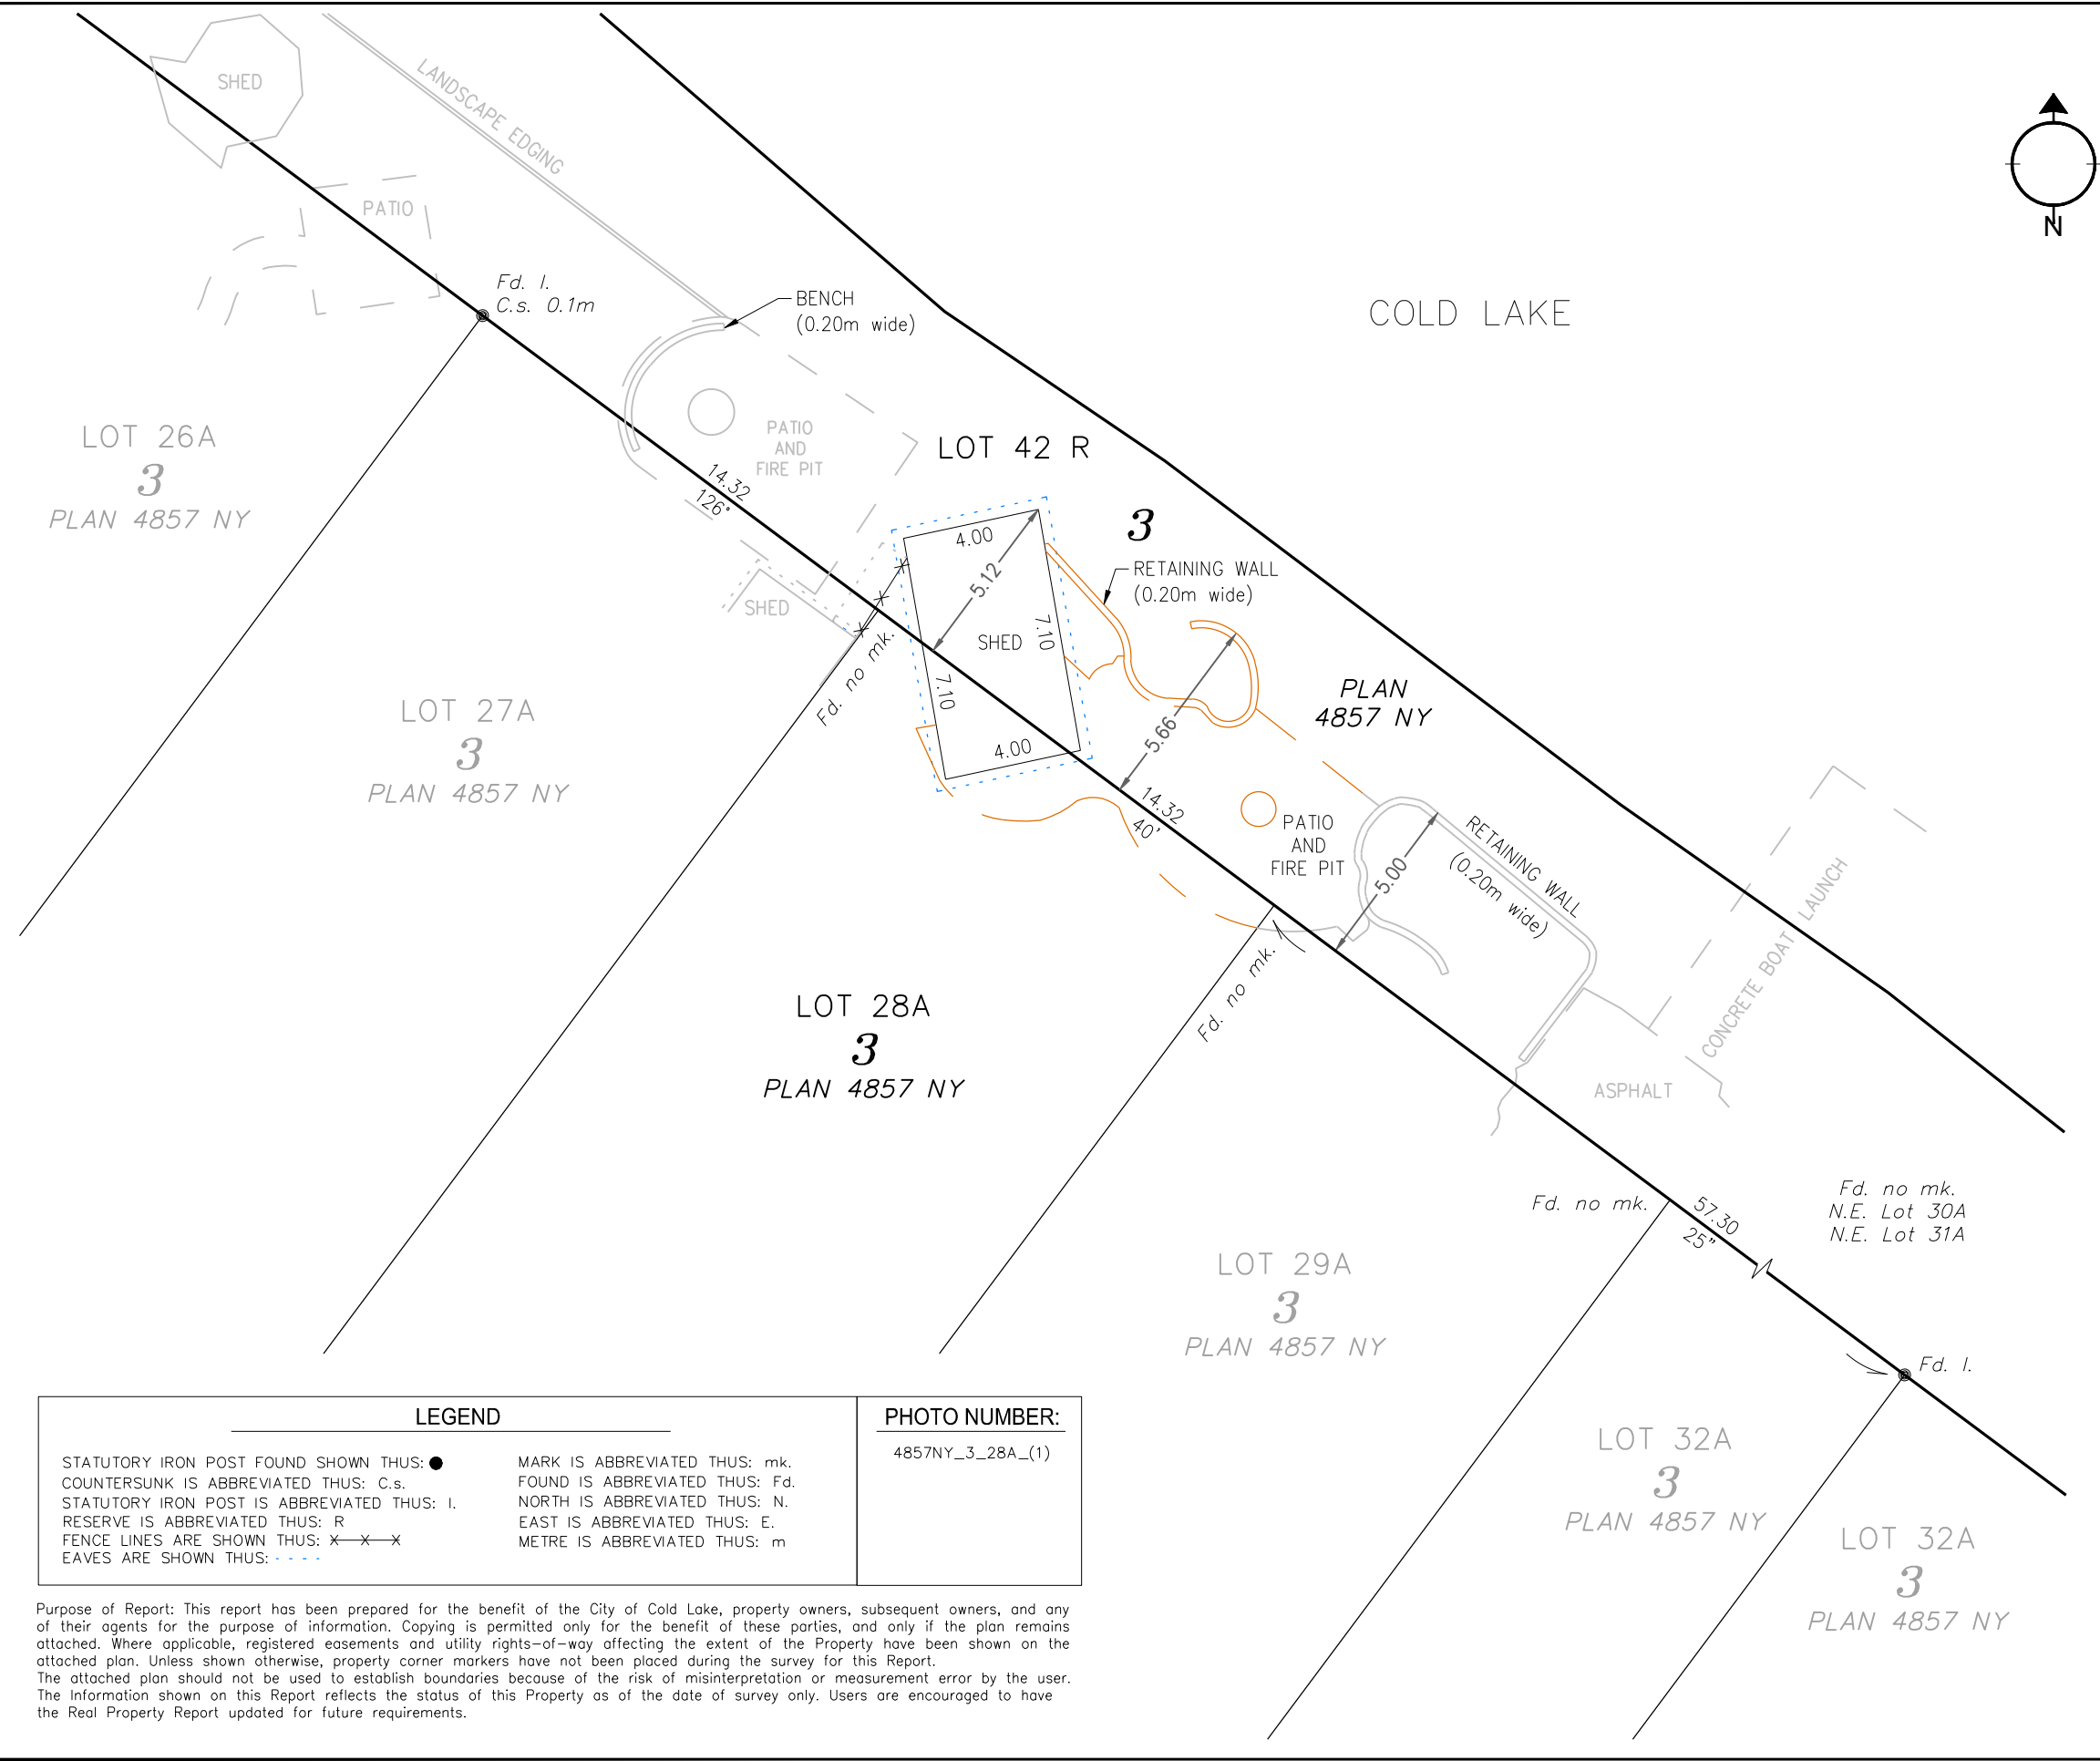 SHED
LANDSCAPE EDGING
PATIO
N
Fd. I.
C.s. 0.1m
BENCH
(0.20m wide)
COLD LAKE
LOT 26A
3
PLAN 4857 NY
PATIO
AND
FIRE PIT
LOT 42 R
14.32
126°
4.00
3
5.12
RETAINING WALL
(0.20m wide)
SHED
7.10
SHED
Fd. no mk.
7.10
PLAN
4857 NY
LOT 27A
3
PLAN 4857 NY
5.66
4.00
14.32
40'
PATIO
AND
FIRE PIT
RETAINING WALL
(0.20m wide)
5.00
CONCRETE BOAT LAUNCH
Fd. no mk.
LOT 28A
3
PLAN 4857 NY
ASPHALT
Fd. no mk.
57.30
25"
Fd. no mk.
N.E. Lot 30A
N.E. Lot 31A
LOT 29A
3
PLAN 4857 NY
Fd. I.
LOT 32A
3
PLAN 4857 NY
LOT 32A
3
PLAN 4857 NY
LEGEND
STATUTORY IRON POST FOUND SHOWN THUS:
COUNTERSUNK IS ABBREVIATED THUS: C.s.
STATUTORY IRON POST IS ABBREVIATED THUS: I.
RESERVE IS ABBREVIATED THUS: R
FENCE LINES ARE SHOWN THUS: X X X
EAVES ARE SHOWN THUS:
MARK IS ABBREVIATED THUS: mk.
FOUND IS ABBREVIATED THUS: Fd.
NORTH IS ABBREVIATED THUS: N.
EAST IS ABBREVIATED THUS: E.
METRE IS ABBREVIATED THUS: m
PHOTO NUMBER:
4857NY_3_28A_(1)
Purpose of Report: This report has been prepared for the benefit of the City of Cold Lake, property owners, subsequent owners, and any
of their agents for the purpose of information. Copying is permitted only for the benefit of these parties, and only if the plan remains
attached. Where applicable, registered easements and utility rights-of-way affecting the extent of the Property have been shown on the
attached plan. Unless shown otherwise, property corner markers have not been placed during the survey for this Report.
The attached plan should not be used to establish boundaries because of the risk of misinterpretation or measurement error by the user.
The Information shown on this Report reflects the status of this Property as of the date of survey only. Users are encouraged to have
the Real Property Report updated for future requirements.